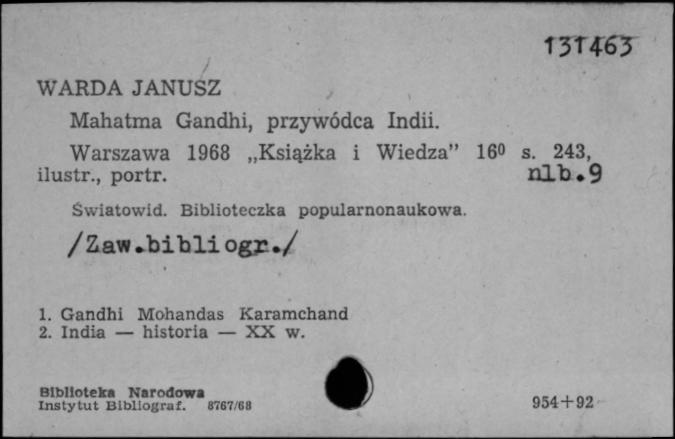 131463
WARDA JANUSZ
Mahatma Gandhi, przywódca Indii.
Warszawa 1968 „Książka i Wiedza” 16⁰ s. 243,
ilustr., portr. nlb.9
Światowid. Biblioteczka popularnonaukowa.
/Zaw.bibliogr./
1. Gandhi Mohandas Karamchand
2. India — historia — XX w.
Biblioteka Narodowa
Instytut Bibliograf. 8767/68
954+92